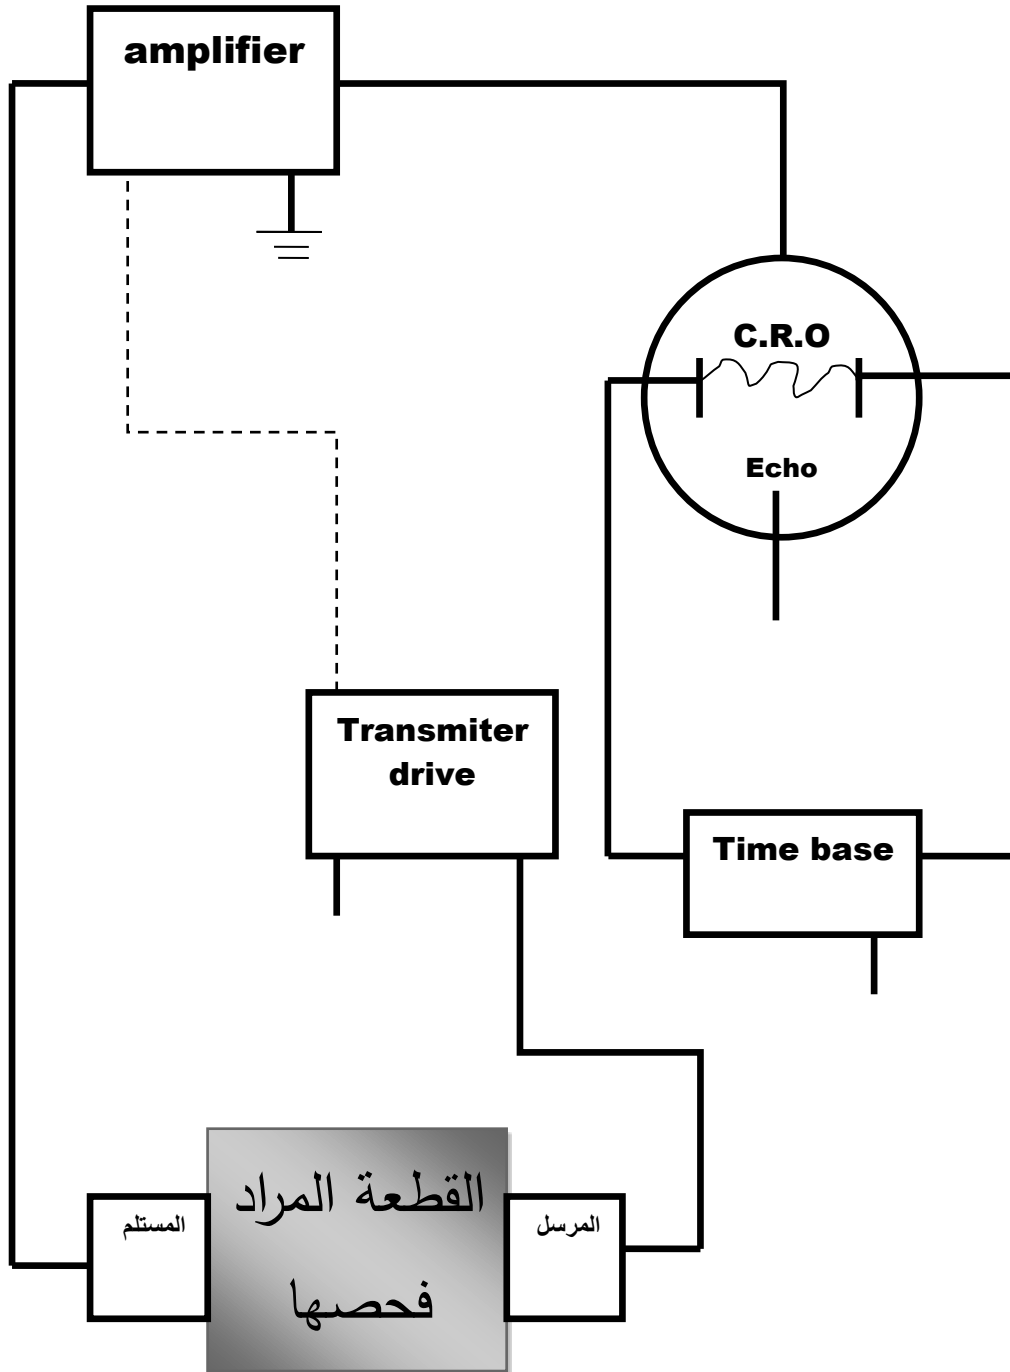 amplifier
C.R.O
Echo
Transmiter
drive
Time base
القطعة المراد
فحصها
المرسل
المستلم